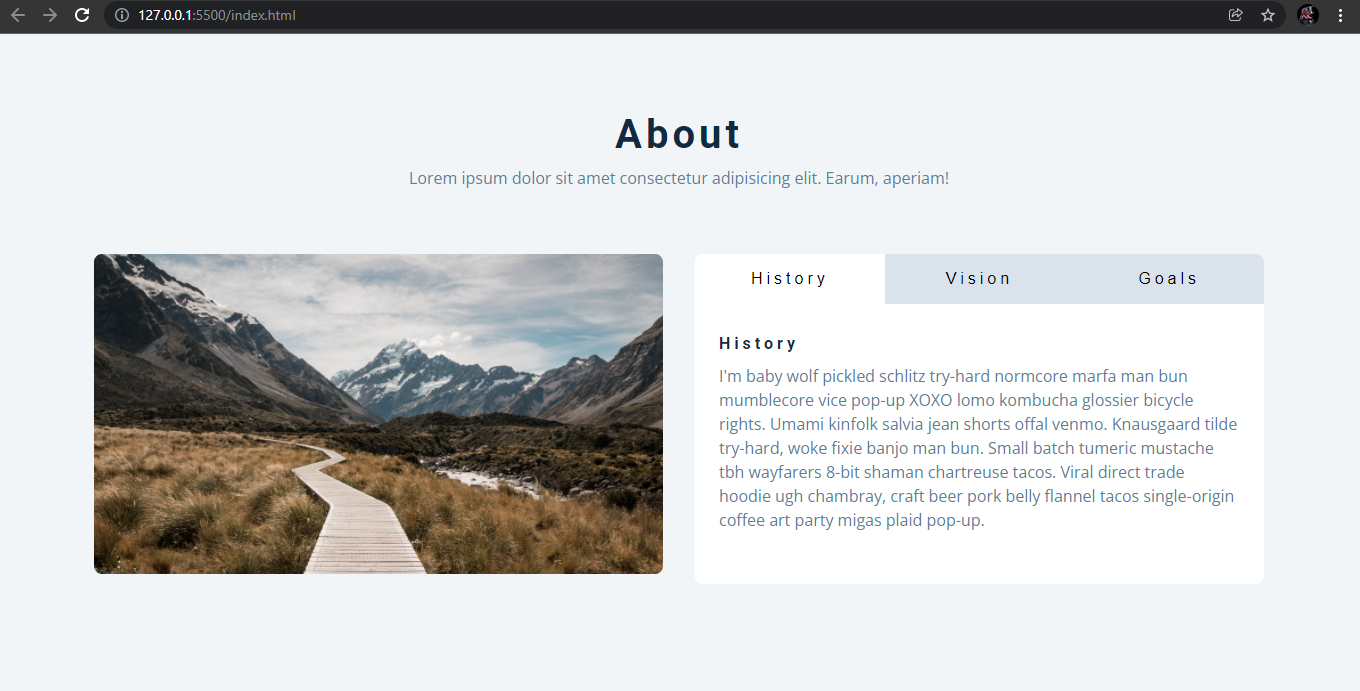 127.0.0.1:5500/index.html
About
Lorem ipsum dolor sit amet consectetur adipisicing elit. Earum, aperiam!
History
Vision
Goals
History
I'm baby wolf pickled schlitz try-hard normcore marfa man bun
mumblecore vice pop-up XOXO lomo kombucha glossier bicycle
rights. Umami kinfolk salvia jean shorts offal venmo. Knausgaard tilde
try-hard, woke fixie banjo man bun. Small batch tumeric mustache
tbh wayfarers 8-bit shaman chartreuse tacos. Viral direct trade
hoodie ugh chambray, craft beer pork belly flannel tacos single-origin
coffee art party migas plaid pop-up.